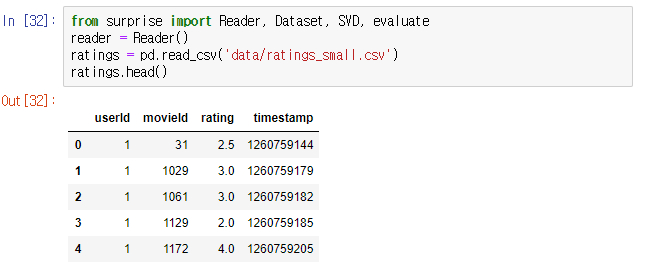 In [32]: from surprise import Reader, Dataset, SVD, evaluate
reader = Reader()
ratings = pd.read_csv('data/ratings_small.csv')
ratings.head()
Out[32]:
userId movieId rating timestamp
0 1 31 2.5 1260759144
1 1 1029 3.0 1260759179
2 1 1061 3.0 1260759182
3 1 1129 2.0 1260759185
4 1 1172 4.0 1260759205